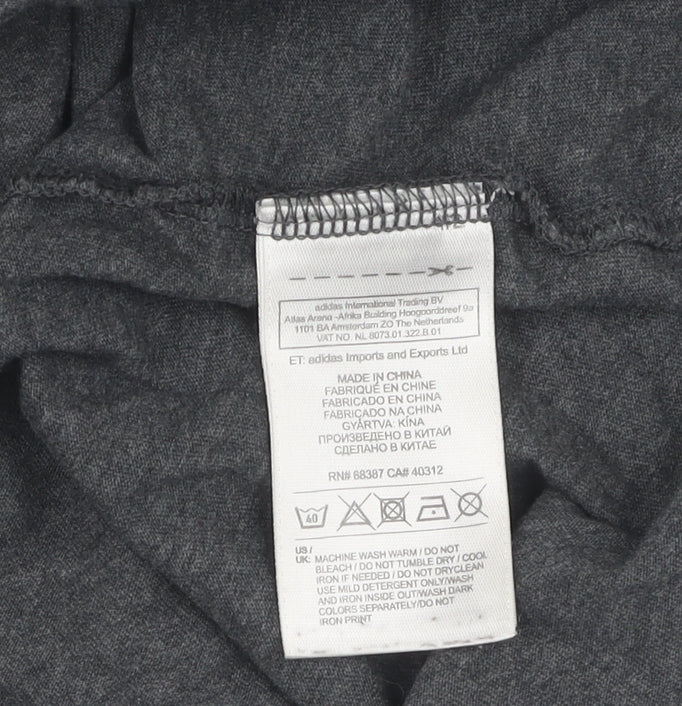 adidas International Trading BV
Atlas Arena -Afrika Building Hoogoorddreef 9a
1101 BA Amsterdam ZO The Netherlands
VAT NO. NL 8073.01.322.B.01
ET: adidas Imports and Exports Ltd
MADE IN CHINA
FABRIQUÉ EN CHINE
FABRICADO EN CHINA
FABRICADO NA CHINA
GYÁRTVA: KÍNA
ПРОИЗВЕДЕНО В КИТАЙ
СДЕЛАНО В КИТАЕ
RN# 88387 CA# 40312
40
US /
UK: MACHINE WASH WARM / DO NOT
BLEACH / DO NOT TUMBLE DRY / COOL
IRON IF NEEDED / DO NOT DRYCLEAN
USE MILD DETERGENT ONLY/WASH
AND IRON INSIDE OUT/WASH DARK
COLORS SEPARATELY/DO NOT
IRON PRINT